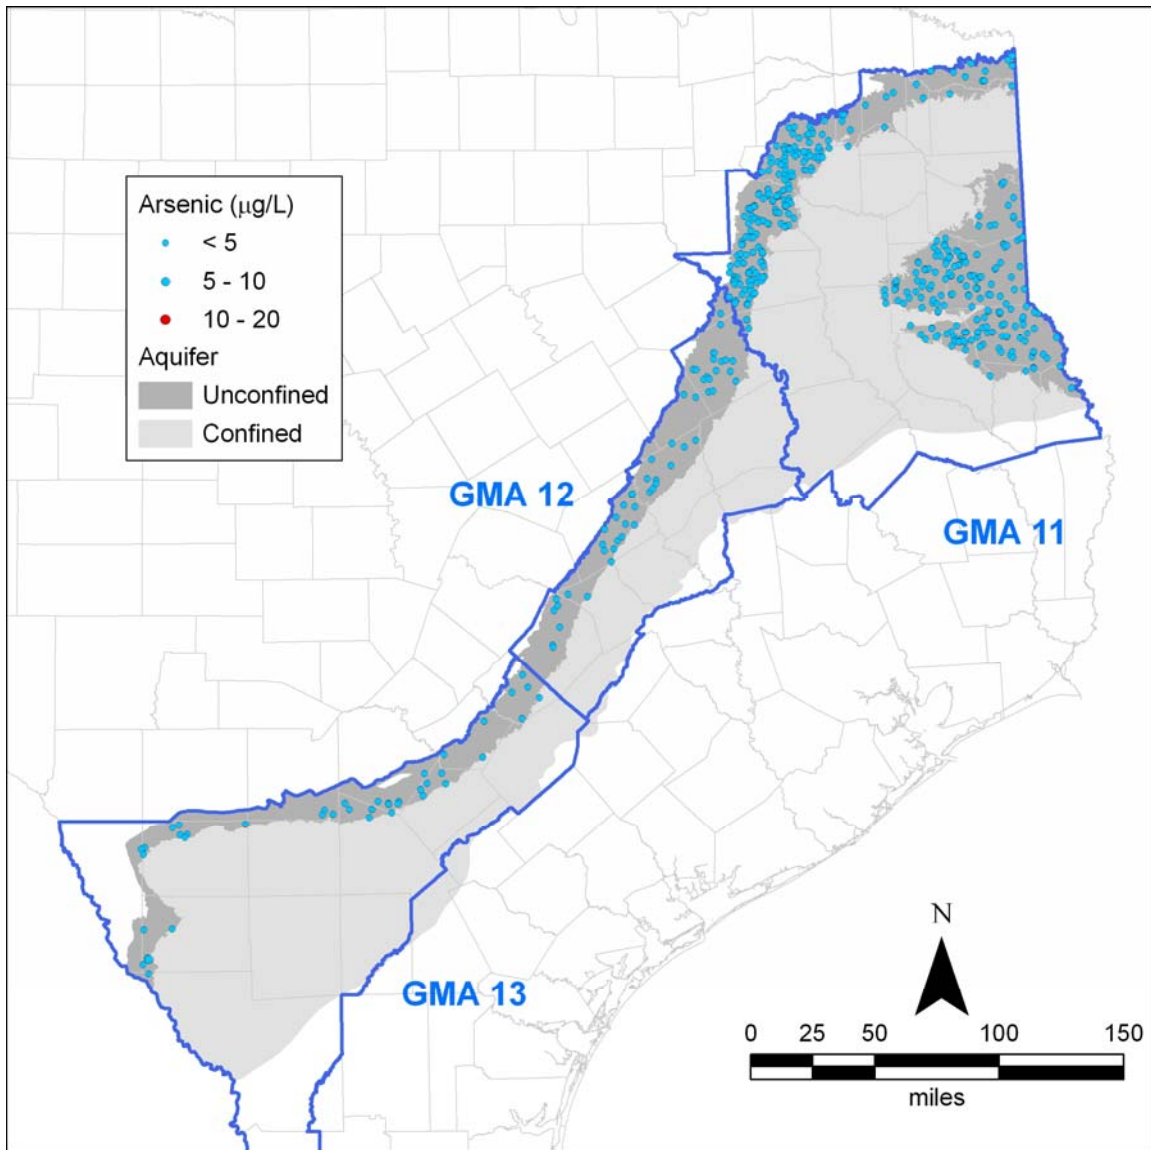 Arsenic (μg/L)
< 5
5 - 10
10 - 20
Aquifer
Unconfined
Confined
GMA 12
GMA 11
GMA 13
N
0 25 50 100 150
miles